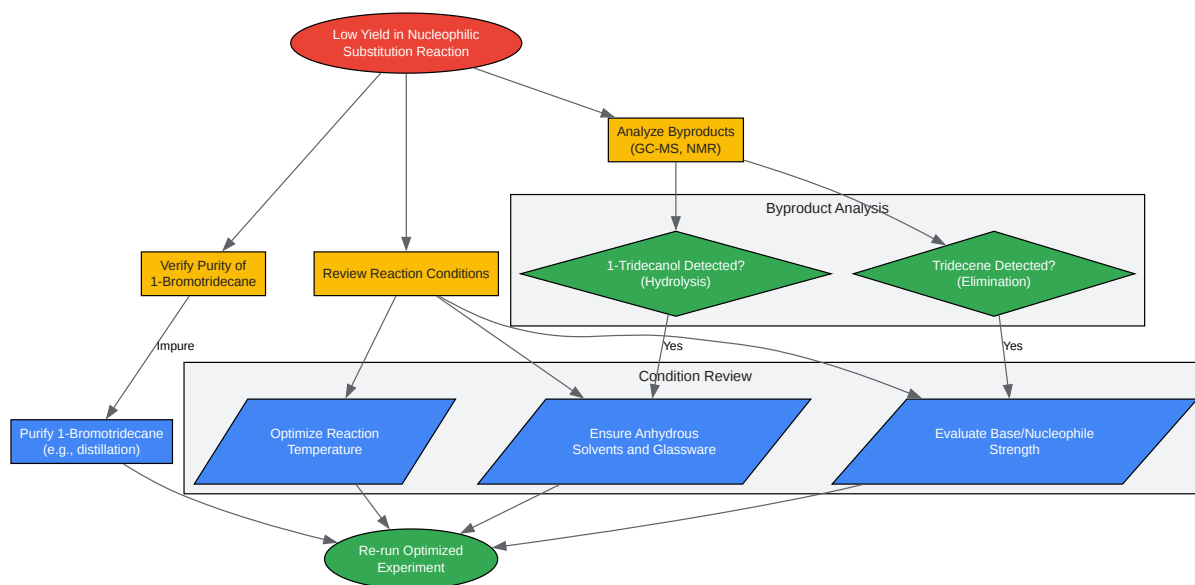 Low Yield in Nucleophilic
Substitution Reaction
Analyze Byproducts
(GC-MS, NMR)
Byproduct Analysis
Verify Purity of
1-Bromotridecane
Review Reaction Conditions
1-Tridecanol Detected?
(Hydrolysis)
Tridecene Detected?
(Elimination)
Impure
Yes
Yes
Condition Review
Purify 1-Bromotridecane
(e.g., distillation)
Optimize Reaction
Temperature
Ensure Anhydrous
Solvents and Glassware
Evaluate Base/Nucleophile
Strength
Re-run Optimized
Experiment